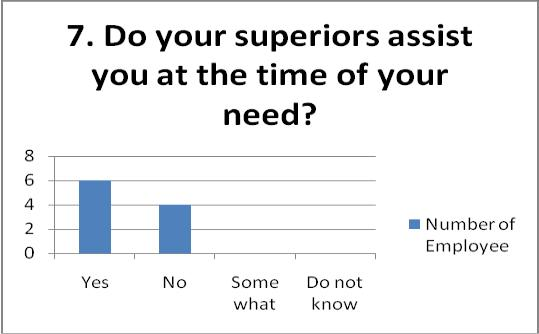 7. Do your superiors assist
you at the time of your
need?
8
6
4
2
0
Yes
No
Some
what
Do not
know
Number of
Employee